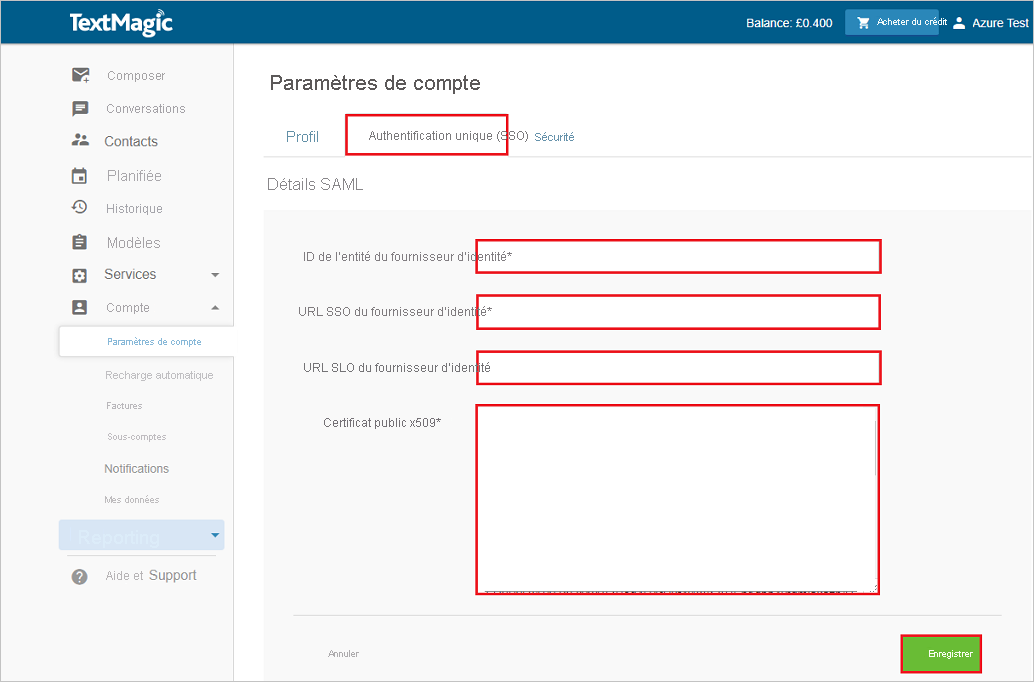 TextMagic
Balance: £0.400
Acheter du crédit
Azure Test
Composer
Conversations
Contacts
Planifiée
Historique
Modèles
Services
Compte
Paramètres de compte
Recharge automatique
Factures
Sous-comptes
Notifications
Mes données
Reporting
Aide et Support
Paramètres de compte
Profil
Authentification unique (SSO)
Sécurité
Détails SAML
ID de l'entité du fournisseur d'identité*
URL SSO du fournisseur d'identité*
URL SLO du fournisseur d'identité
Certificat public x509*
Annuler
Enregistrer